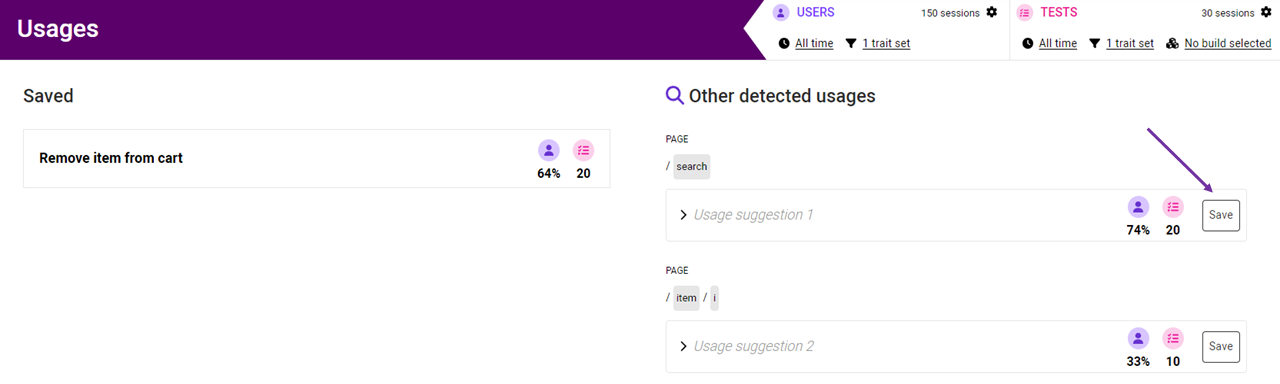 Usages
USERS
150 sessions
All time
1 trait set
TESTS
30 sessions
All time
1 trait set
No build selected
Saved
Remove item from cart
64%
20
Other detected usages
PAGE
/ search
Usage suggestion 1
74%
20
Save
PAGE
/ item / i
Usage suggestion 2
33%
10
Save